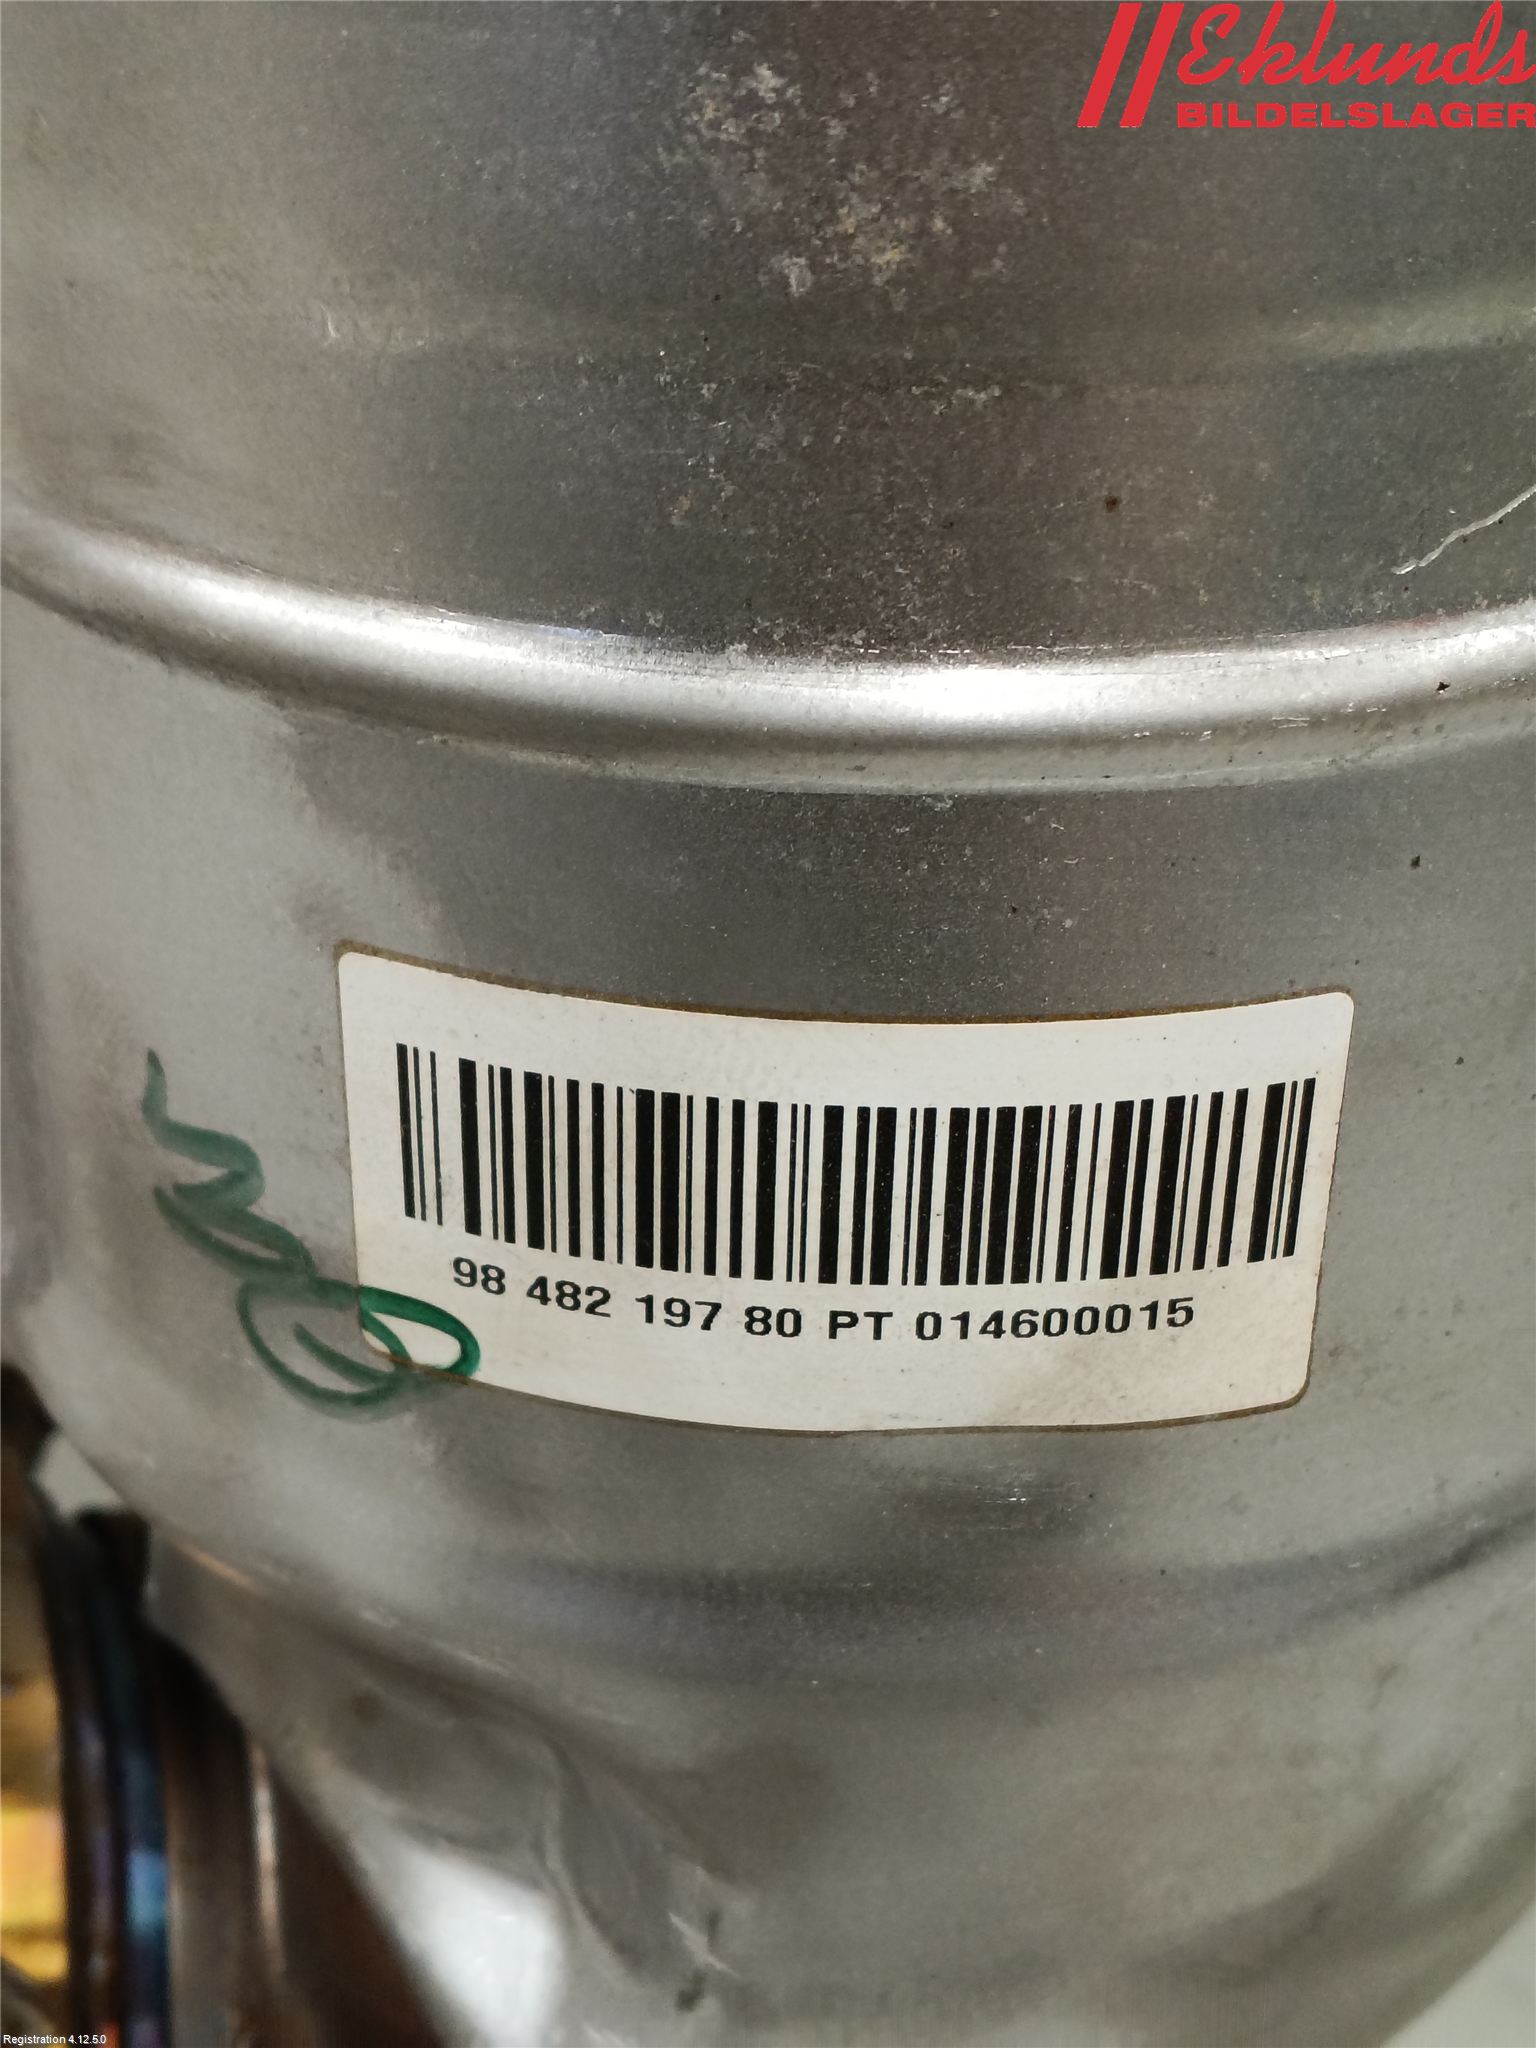 Eklunds
BILDELSLAGER
98 482 197 80 PT 014600015
Registration 4.12.5.0